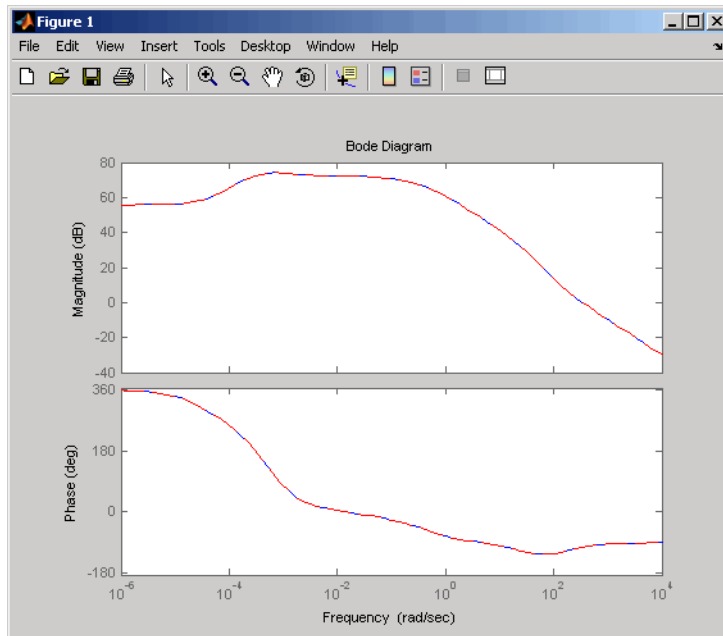 Figure 1
File Edit View Insert Tools Desktop Window Help
Bode Diagram
80
60
40
20
0
-20
-40
Magnitude (dB)
360
180
0
-180
Phase (deg)
10^-6 10^-4 10^-2 10^0 10^2 10^4
Frequency (rad/sec)